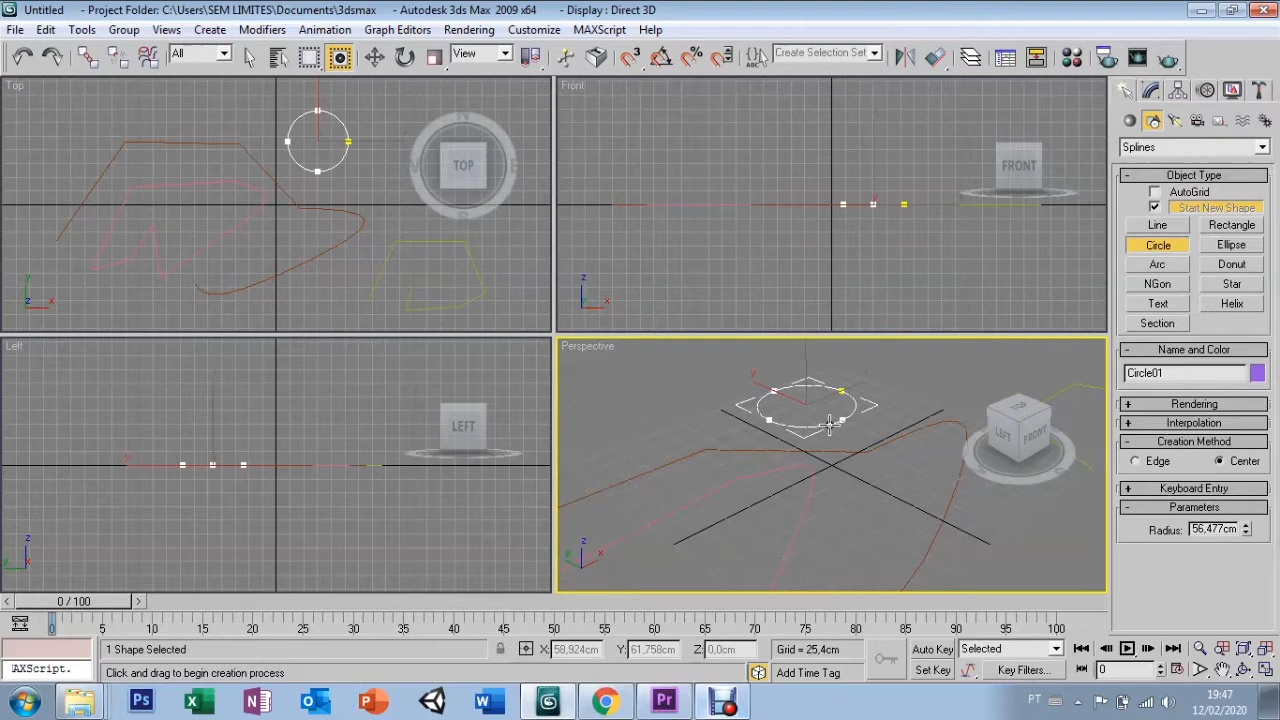 Untitled - Project Folder: C:\Users\SEM LIMITES\Documents\3dsmax - Autodesk 3ds Max 2009 x64 - Display : Direct 3D
File Edit Tools Group Views Create Modifiers Animation Graph Editors Rendering Customize MAXScript Help
All View Create Selection Set
Top Front
TOP FRONT
Left Perspective
LEFT TOP LEFT FRONT
Splines
Object Type
AutoGrid
Start New Shape
Line Rectangle
Circle Ellipse
Arc Donut
NGon Star
Text Helix
Section
Name and Color
Circle01
Rendering
Interpolation
Creation Method
Edge Center
Keyboard Entry
Parameters
Radius: 56,477cm
0 / 100
0 5 10 15 20 25 30 35 40 45 50 55 60 65 70 75 80 85 90 95 100
1 Shape Selected X: 58,924cm Y: 61,758cm Z: 0,0cm Grid = 25,4cm Auto Key Selected
AXScript. Click and drag to begin creation process Add Time Tag Set Key Key Filters... 0
PT 19:47
12/02/2020